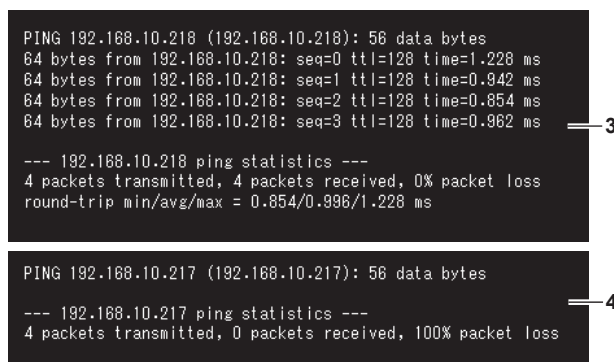 PING 192.168.10.218 (192.168.10.218): 56 data bytes
64 bytes from 192.168.10.218: seq=0 ttl=128 time=1.228 ms
64 bytes from 192.168.10.218: seq=1 ttl=128 time=0.942 ms
64 bytes from 192.168.10.218: seq=2 ttl=128 time=0.854 ms
64 bytes from 192.168.10.218: seq=3 ttl=128 time=0.962 ms
3
--- 192.168.10.218 ping statistics ---
4 packets transmitted, 4 packets received, 0% packet loss
round-trip min/avg/max = 0.854/0.996/1.228 ms
PING 192.168.10.217 (192.168.10.217): 56 data bytes
4
--- 192.168.10.217 ping statistics ---
4 packets transmitted, 0 packets received, 100% packet loss